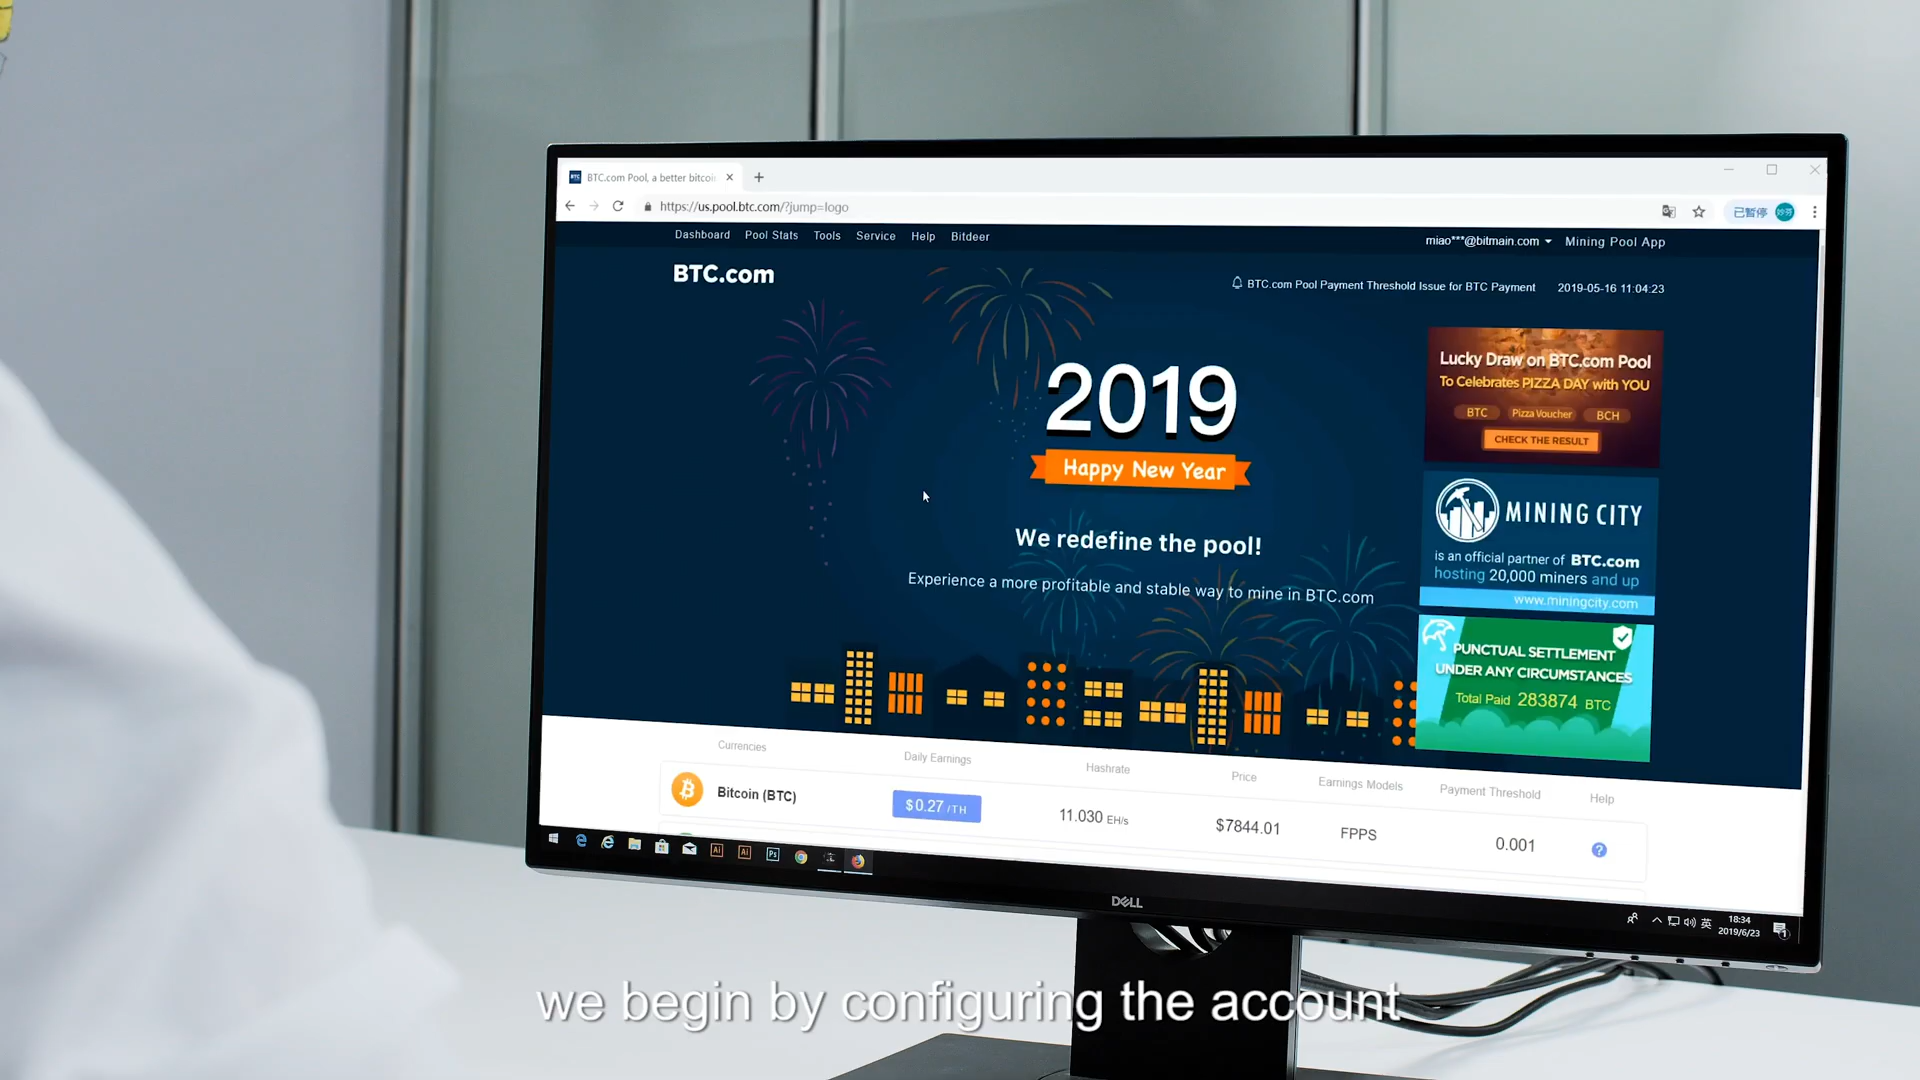 BTC.com Pool, a better bitcoi
https://us.pool.btc.com/?jump=logo
已暂停
Dashboard Pool Stats Tools Service Help Bitdeer
miao***@bitmain.com Mining Pool App
BTC.com
BTC.com Pool Payment Threshold Issue for BTC Payment 2019-05-16 11:04:23
2019
Happy New Year
We redefine the pool!
Experience a more profitable and stable way to mine in BTC.com
Lucky Draw on BTC.com Pool
To Celebrates PIZZA DAY with YOU
BTC Pizza Voucher BCH
CHECK THE RESULT
MINING CITY
is an official partner of BTC.com
hosting 20,000 miners and up
www.miningcity.com
PUNCTUAL SETTLEMENT
UNDER ANY CIRCUMSTANCES
Total Paid 283874 BTC
Currencies Daily Earnings Hashrate Price Earnings Models Payment Threshold Help
Bitcoin (BTC) $0.27 /TH 11.030 EH/s $7844.01 FPPS 0.001
Ai Ai Ps
英 18:34
2019/6/23
DELL
we begin by configuring the account